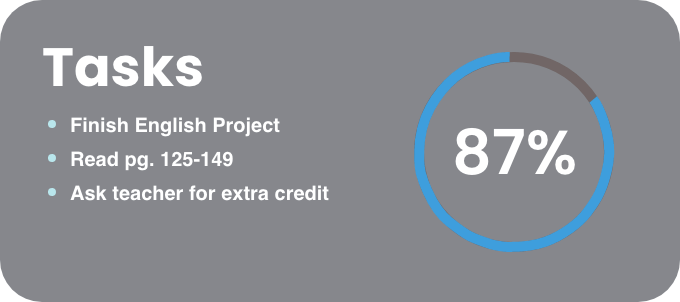 Tasks
Finish English Project
Read pg. 125-149
Ask teacher for extra credit
87%